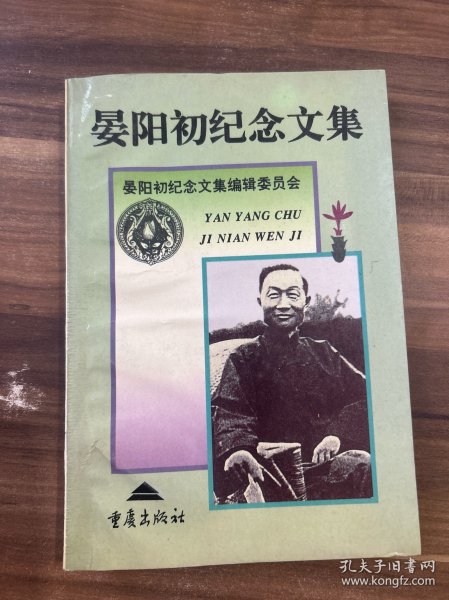 晏阳初纪念文集
晏阳初纪念文集编辑委员会
YAN YANG CHU
JI NIAN WEN JI
重庆出版社
孔夫子旧书网
www.kongfz.com